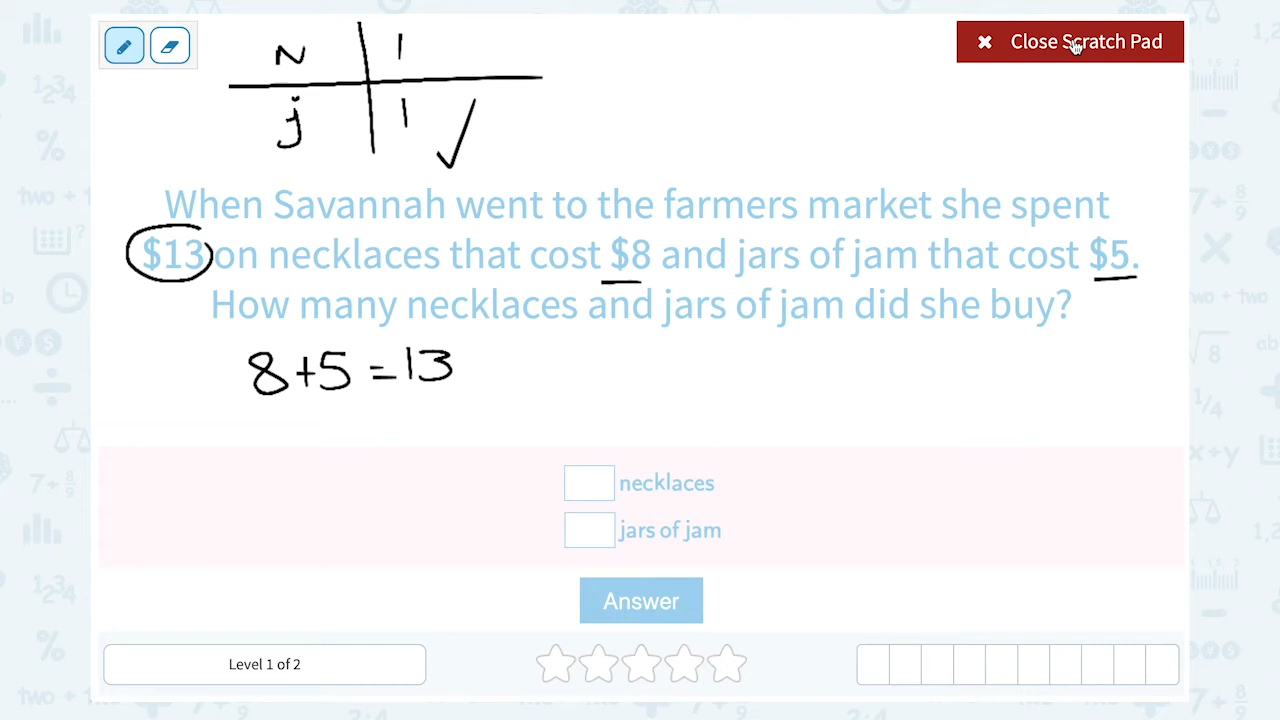 ✖ Close Scratch Pad
N 1
j 1 ✓
When Savannah went to the farmers market she spent
$13 on necklaces that cost $8 and jars of jam that cost $5.
How many necklaces and jars of jam did she buy?
8+5=13
necklaces
jars of jam
Answer
Level 1 of 2